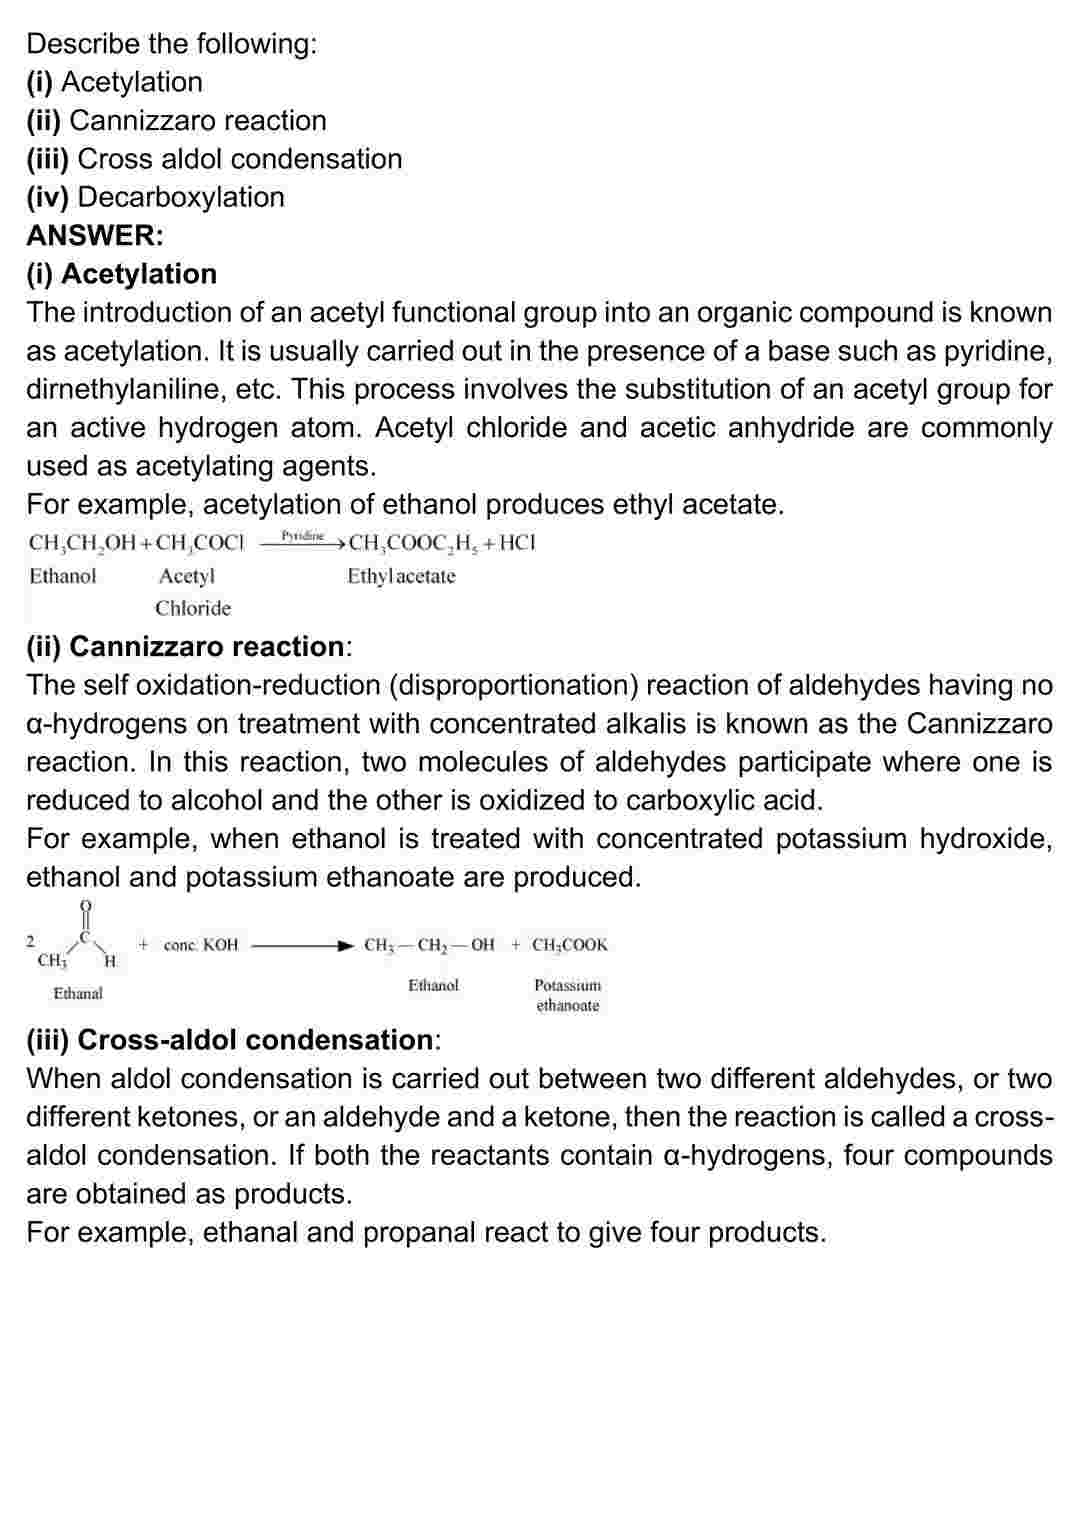 Describe the following:
(i) Acetylation
(ii) Cannizzaro reaction
(iii) Cross aldol condensation
(iv) Decarboxylation
ANSWER:
(i) Acetylation
The introduction of an acetyl functional group into an organic compound is known
as acetylation. It is usually carried out in the presence of a base such as pyridine,
dirnethylaniline, etc. This process involves the substitution of an acetyl group for
an active hydrogen atom. Acetyl chloride and acetic anhydride are commonly
used as acetylating agents.
For example, acetylation of ethanol produces ethyl acetate.
CH₃CH₂OH + CH₃COCl —Pyridine→ CH₃COOC₂H₅ + HCl
Ethanol Acetyl Ethyl acetate
Chloride
(ii) Cannizzaro reaction:
The self oxidation-reduction (disproportionation) reaction of aldehydes having no
α-hydrogens on treatment with concentrated alkalis is known as the Cannizzaro
reaction. In this reaction, two molecules of aldehydes participate where one is
reduced to alcohol and the other is oxidized to carboxylic acid.
For example, when ethanol is treated with concentrated potassium hydroxide,
ethanol and potassium ethanoate are produced.
O
2 C + conc. KOH ⟶ CH₃ — CH₂ — OH + CH₃COOK
CH₃ H
Ethanal Ethanol Potassium
ethanoate
(iii) Cross-aldol condensation:
When aldol condensation is carried out between two different aldehydes, or two
different ketones, or an aldehyde and a ketone, then the reaction is called a cross-
aldol condensation. If both the reactants contain α-hydrogens, four compounds
are obtained as products.
For example, ethanal and propanal react to give four products.